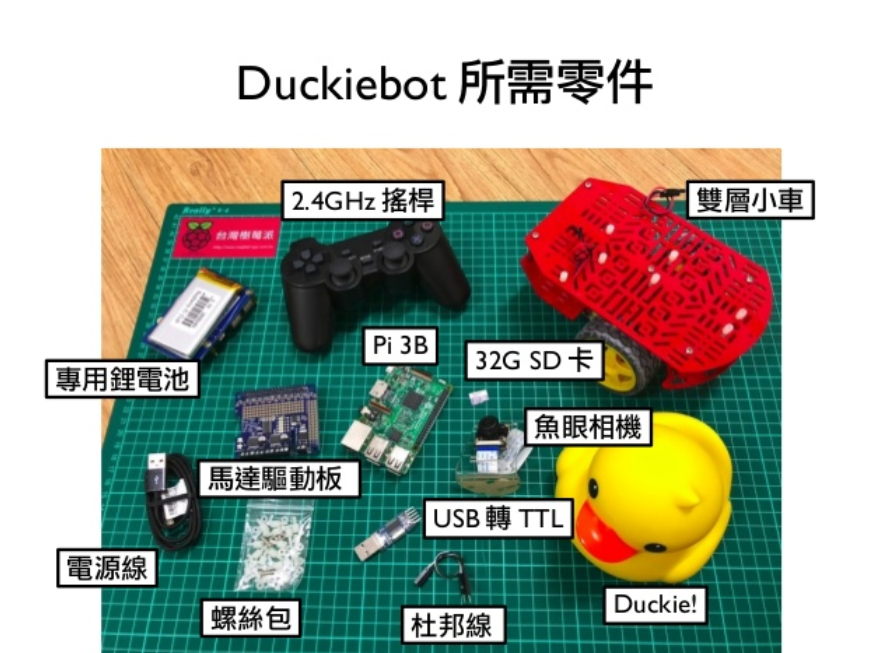 Duckiebot 所需零件
2.4GHz 搖桿
雙層小車
台灣樹莓派
Pi 3B
32G SD 卡
專用鋰電池
魚眼相機
馬達驅動板
USB 轉 TTL
電源線
Duckie!
螺絲包
杜邦線